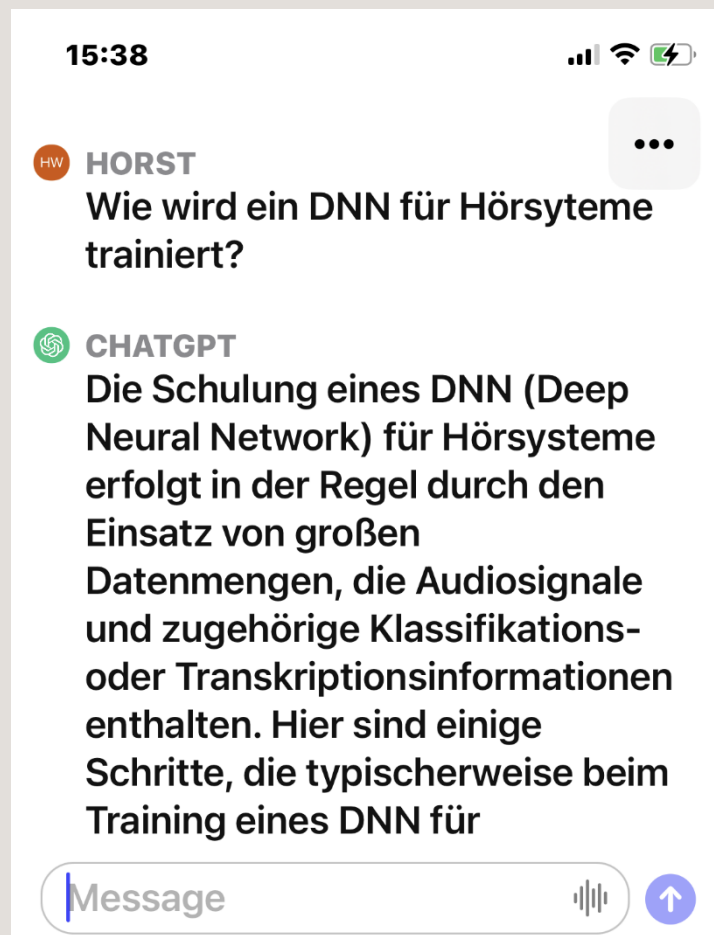 15:38
HW HORST
Wie wird ein DNN für Hörsyteme
trainiert?
CHATGPT
Die Schulung eines DNN (Deep
Neural Network) für Hörsysteme
erfolgt in der Regel durch den
Einsatz von großen
Datenmengen, die Audiosignale
und zugehörige Klassifikations-
oder Transkriptionsinformationen
enthalten. Hier sind einige
Schritte, die typischerweise beim
Training eines DNN für
Message